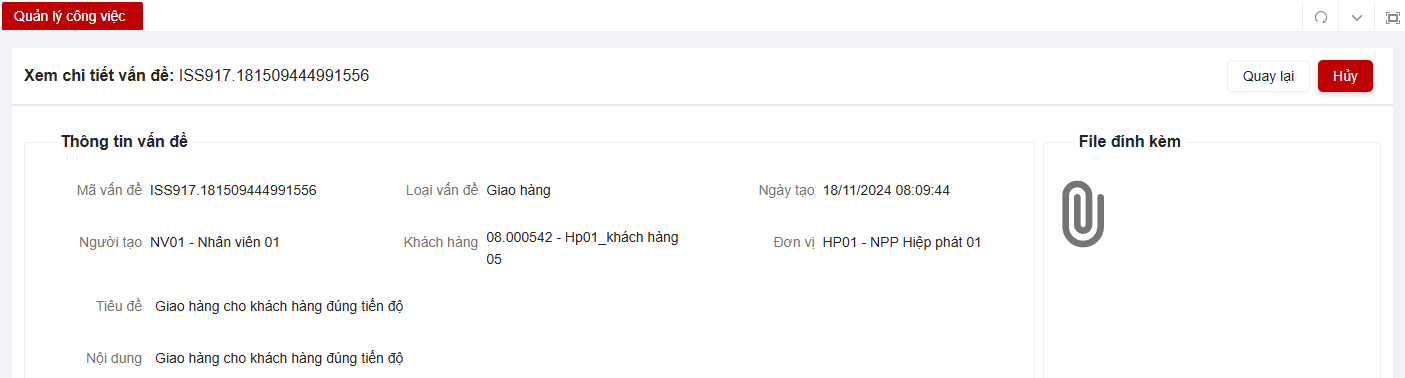 Quản lý công việc
Xem chi tiết vấn đề: ISS917.181509444991556
Quay lại
Hủy
Thông tin vấn đề
File đính kèm
Mã vấn đề ISS917.181509444991556
Loại vấn đề Giao hàng
Ngày tạo 18/11/2024 08:09:44
Người tạo NV01 - Nhân viên 01
Khách hàng 08.000542 - Hp01_khách hàng
05
Đơn vị HP01 - NPP Hiệp phát 01
Tiêu đề Giao hàng cho khách hàng đúng tiến độ
Nội dung Giao hàng cho khách hàng đúng tiến độ